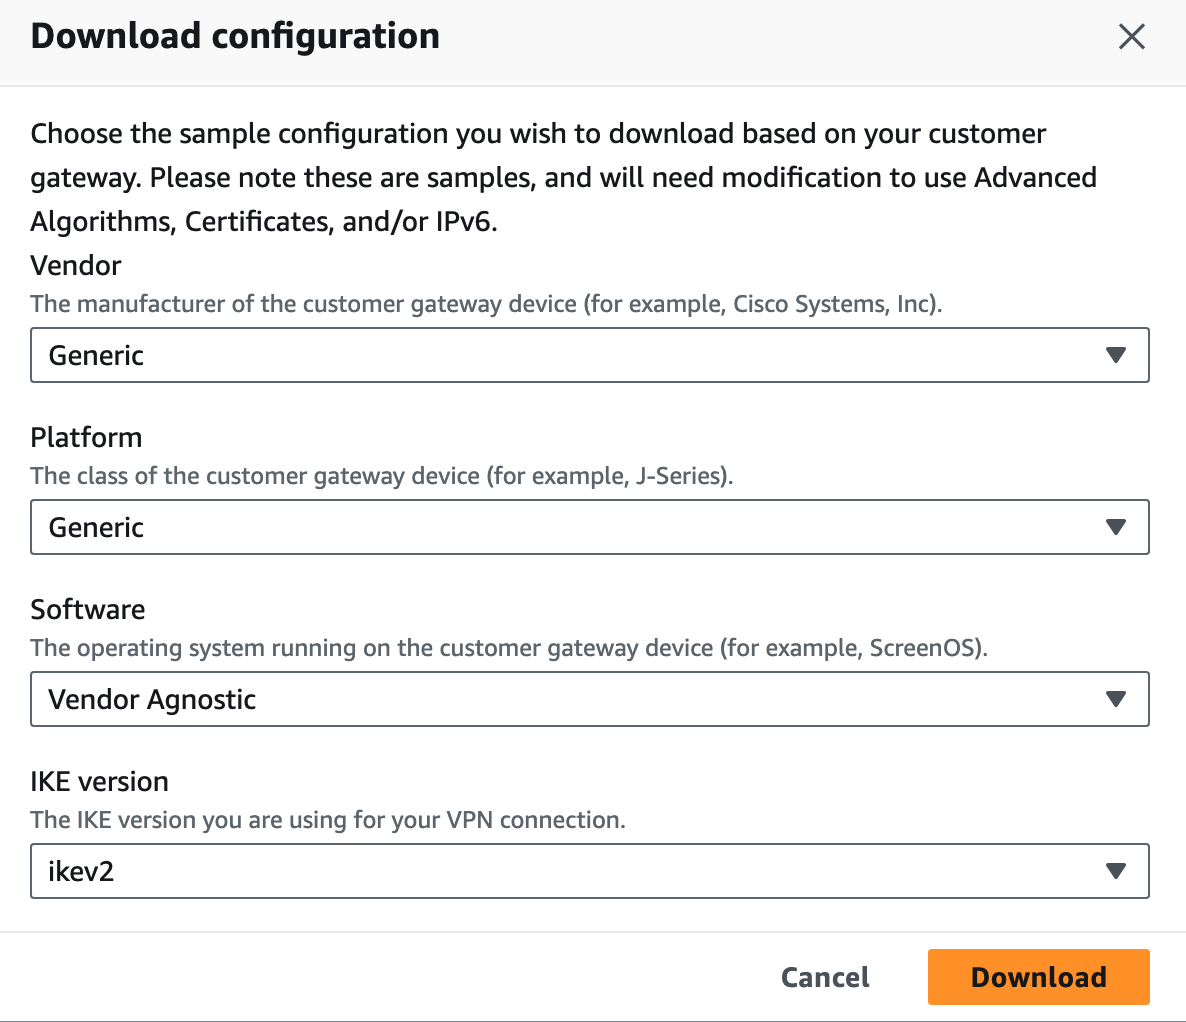 Download configuration
Choose the sample configuration you wish to download based on your customer
gateway. Please note these are samples, and will need modification to use Advanced
Algorithms, Certificates, and/or IPv6.
Vendor
The manufacturer of the customer gateway device (for example, Cisco Systems, Inc).
Generic
Platform
The class of the customer gateway device (for example, J-Series).
Generic
Software
The operating system running on the customer gateway device (for example, ScreenOS).
Vendor Agnostic
IKE version
The IKE version you are using for your VPN connection.
ikev2
Cancel
Download